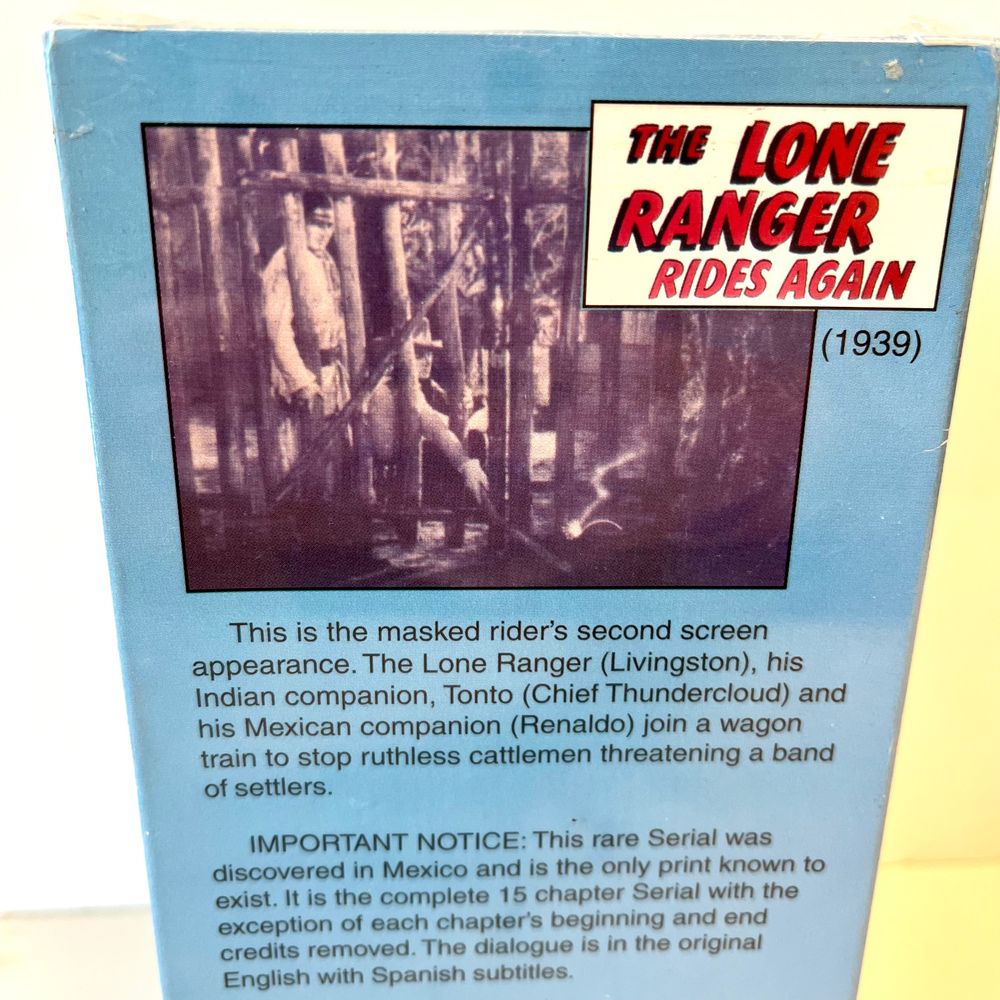 THE LONE
RANGER
RIDES AGAIN
(1939)
This is the masked rider's second screen
appearance. The Lone Ranger (Livingston), his
Indian companion, Tonto (Chief Thundercloud) and
his Mexican companion (Renaldo) join a wagon
train to stop ruthless cattlemen threatening a band
of settlers.
IMPORTANT NOTICE: This rare Serial was
discovered in Mexico and is the only print known to
exist. It is the complete 15 chapter Serial with the
exception of each chapter's beginning and end
credits removed. The dialogue is in the original
English with Spanish subtitles.